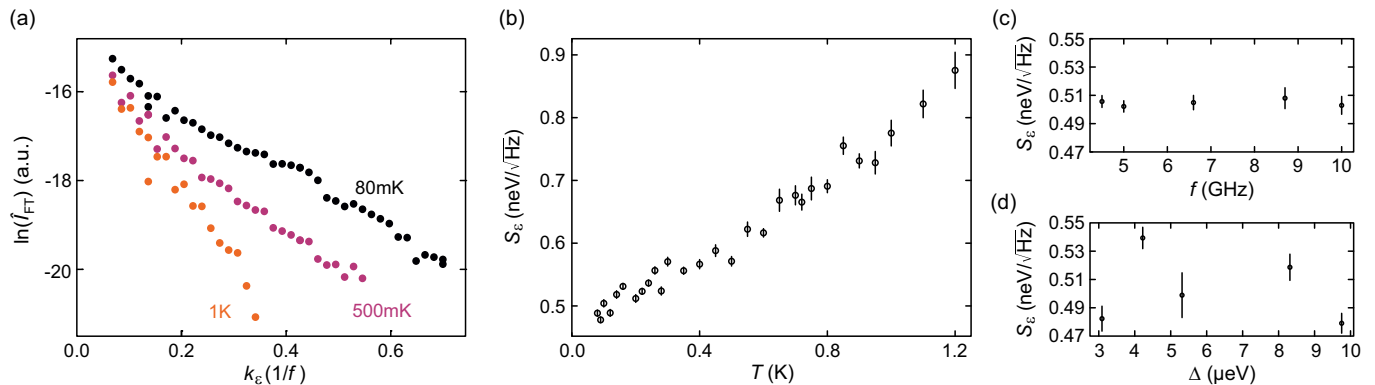 (a)
ln(Î_FT) (a.u.)
-16
-18
-20
80mK
500mK
1K
0.0 0.2 0.4 0.6
k_ε (1/f)
(b)
S_ε (neV/√Hz)
0.9
0.8
0.7
0.6
0.5
0.0 0.4 0.8 1.2
T (K)
(c)
S_ε (neV/√Hz)
0.55
0.51
0.49
0.47
5 6 7 8 9 10
f (GHz)
(d)
S_ε (neV/√Hz)
0.55
0.53
0.51
0.49
0.47
3 4 5 6 7 8 9 10
Δ (μeV)